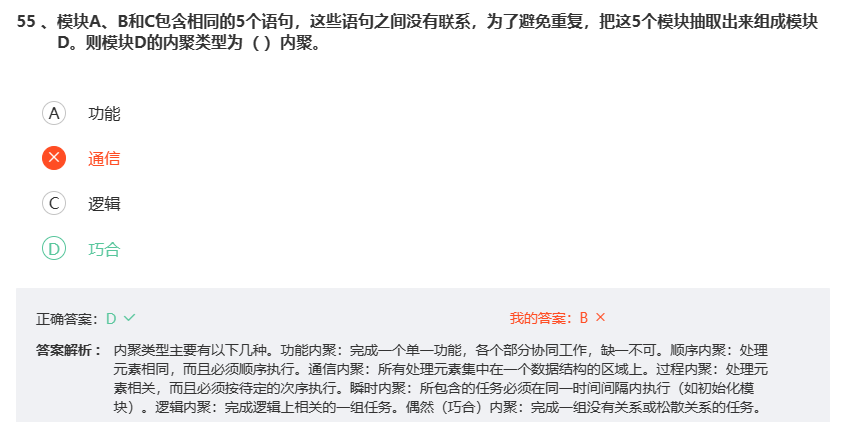 55 、模块A、B和C包含相同的5个语句，这些语句之间没有联系，为了避免重复，把这5个模块抽取出来组成模块
D。则模块D的内聚类型为（ ）内聚。
A 功能
通信
C 逻辑
D 巧合
正确答案：D
我的答案：B
答案解析： 内聚类型主要有以下几种。功能内聚：完成一个单一功能，各个部分协同工作，缺一不可。顺序内聚：处理
元素相同，而且必须顺序执行。通信内聚：所有处理元素集中在一个数据结构的区域上。过程内聚：处理元
素相关，而且必须按待定的次序执行。瞬时内聚：所包含的任务必须在同一时间间隔内执行（如初始化模
块）。逻辑内聚：完成逻辑上相关的一组任务。偶然（巧合）内聚：完成一组没有关系或松散关系的任务。